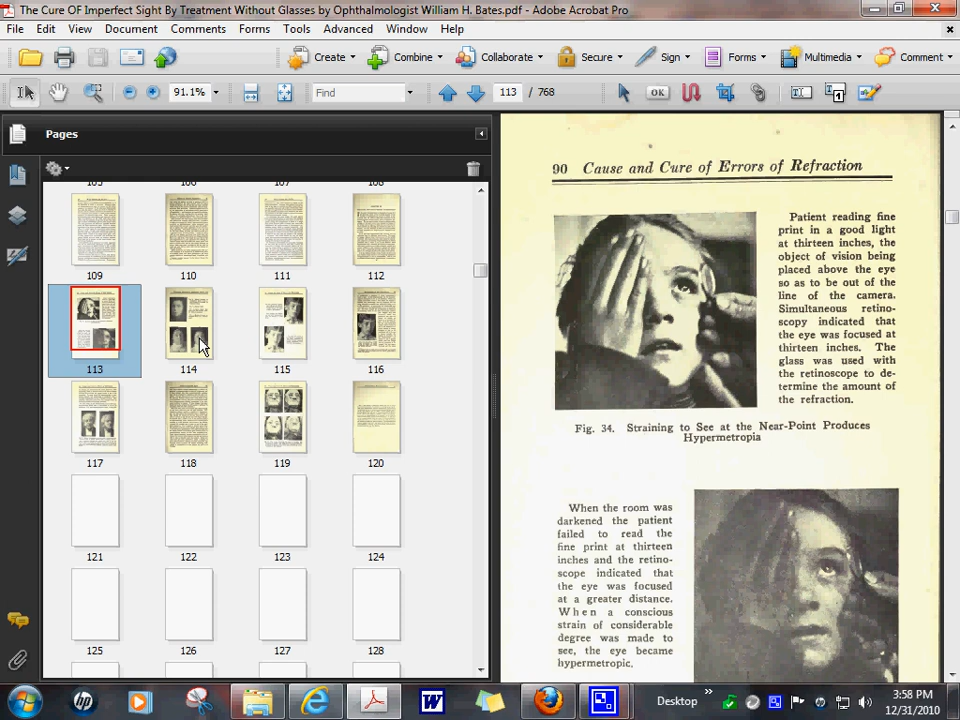 The Cure OF Imperfect Sight By Treatment Without Glasses by Ophthalmologist William H. Bates.pdf - Adobe Acrobat Pro
File Edit View Document Comments Forms Tools Advanced Window Help
Create Combine Collaborate Secure Sign Forms Multimedia Comment
91.1% Find 113 / 768
Pages
105 106 107 108
109 110 111 112
113 114 115 116
117 118 119 120
121 122 123 124
125 126 127 128
90 Cause and Cure of Errors of Refraction
Patient reading fine
print in a good light
at thirteen inches, the
object of vision being
placed above the eye
so as to be out of the
line of the camera.
Simultaneous retino-
scopy indicated that
the eye was focused at
thirteen inches. The
glass was used with
the retinoscope to de-
termine the amount of
the refraction.
Fig. 34. Straining to See at the Near-Point Produces
Hypermetropia
When the room was
darkened the patient
failed to read the
fine print at thirteen
inches and the retino-
scope indicated that
the eye was focused
at a greater distance.
When a conscious
strain of considerable
degree was made to
see, the eye became
hypermetropic.
Desktop
3:58 PM
12/31/2010